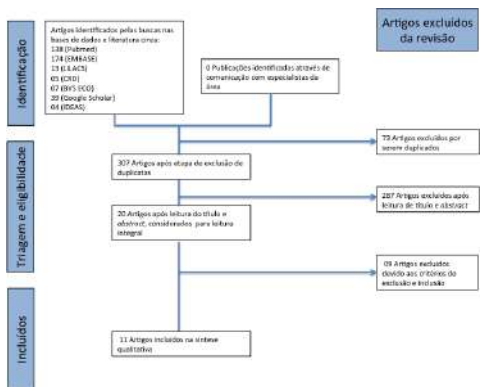 Identificação
Artigos identificados pelas buscas nas
bases de dados e literatura cinza:
138 (Pubmed)
174 (EMBASE)
13 (LILACS)
05 (CRD)
07 (BVS ECO)
39 (Google Scholar)
04 (IDEAS)
0 Publicações identificadas através de
comunicação com especialistas da
área
Artigos excluídos
da revisão
73 Artigos excluídos por
serem duplicados
Triagem e eligibilidade
307 Artigos após etapa de exclusão de
duplicatas
287 Artigos excluídos após
leitura de título e abstract
20 Artigos após leitura do título e
abstract, considerados para leitura
integral
09 Artigos excluídos
devido aos critérios de
exclusão e inclusão
Incluídos
11 Artigos incluídos na síntese
qualitativa